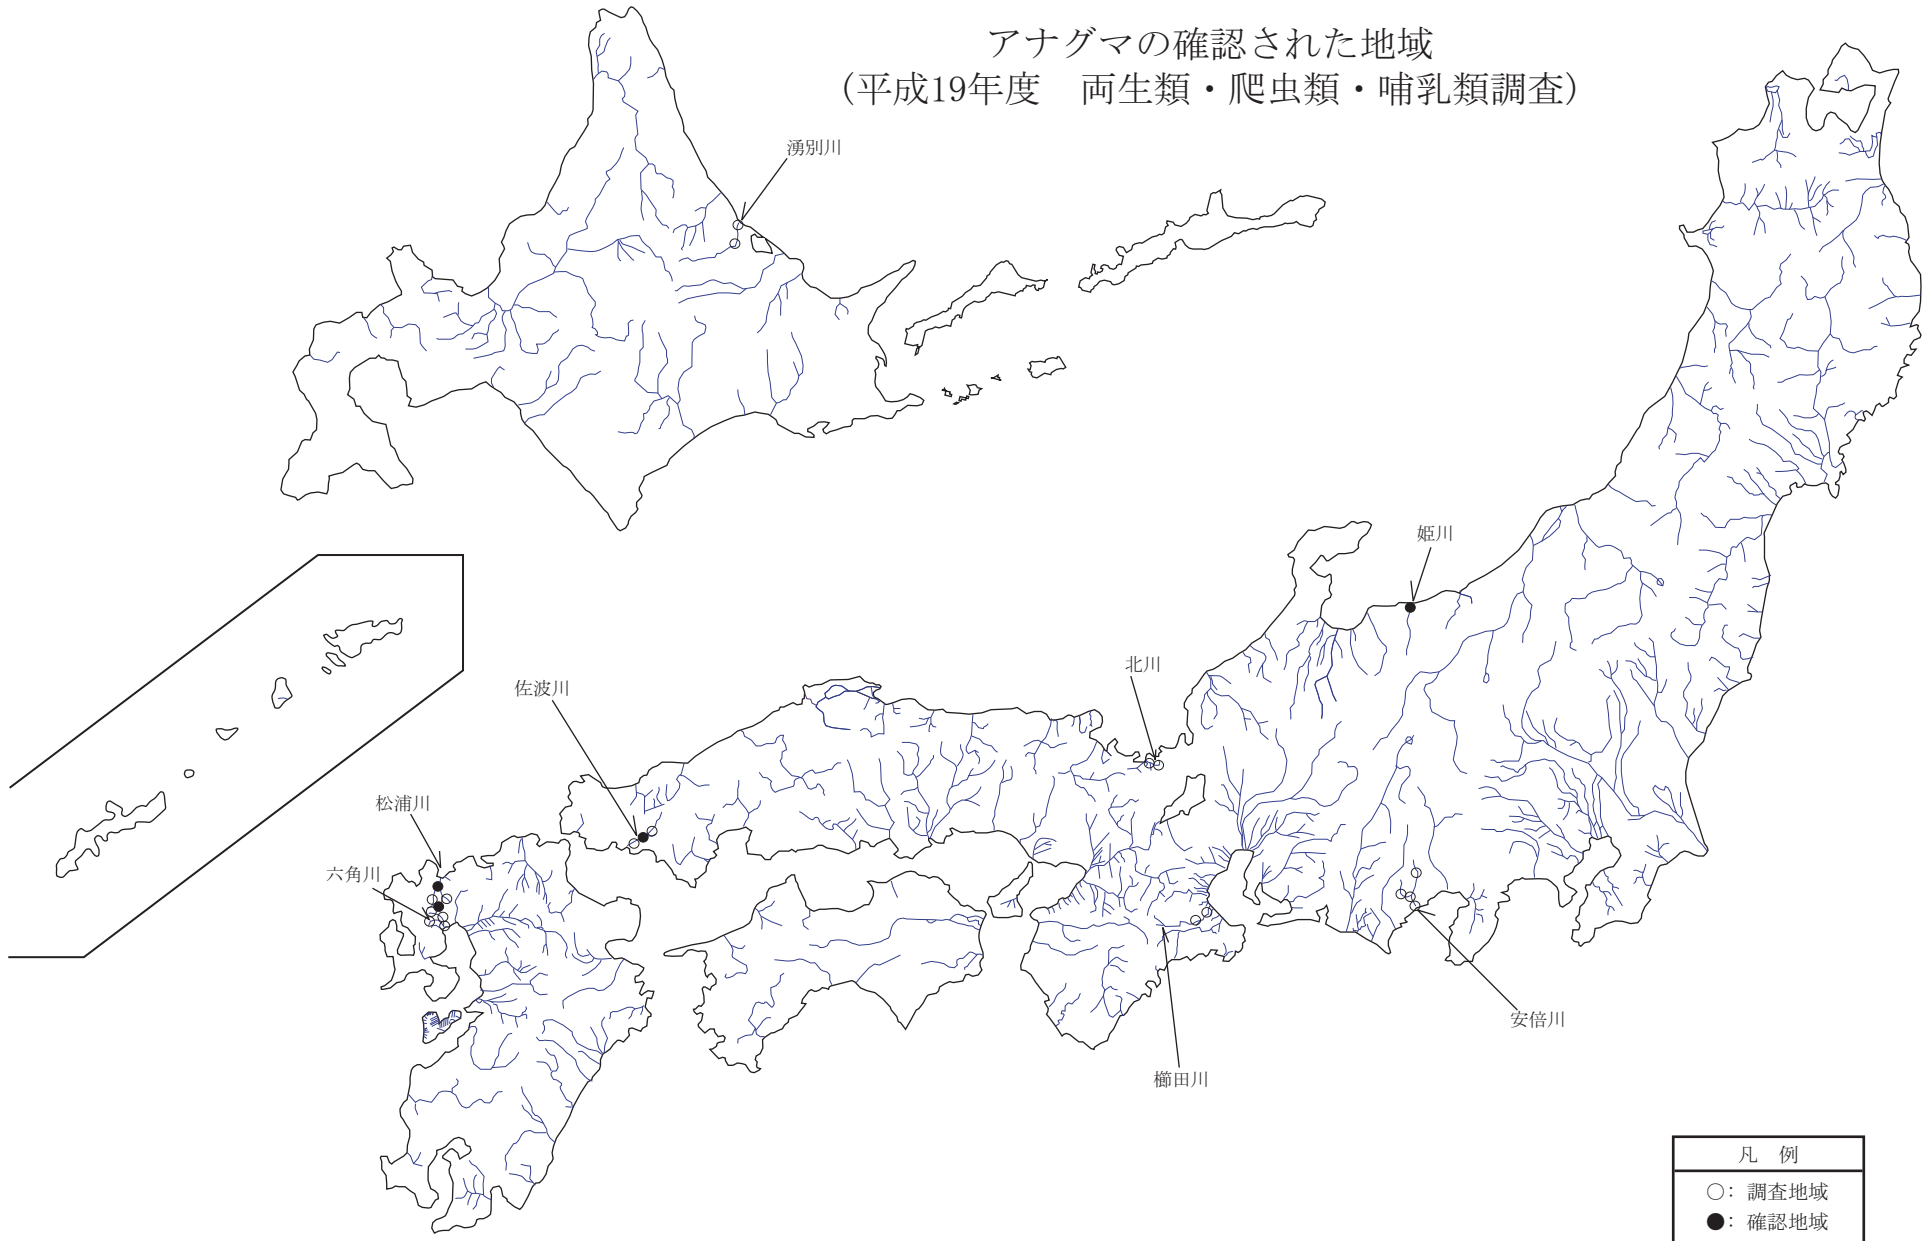 アナグマの確認された地域
(平成19年度　両生類・爬虫類・哺乳類調査)
湧別川
姫川
北川
佐波川
松浦川
六角川
安倍川
櫛田川
凡　例
○：調査地域
●：確認地域